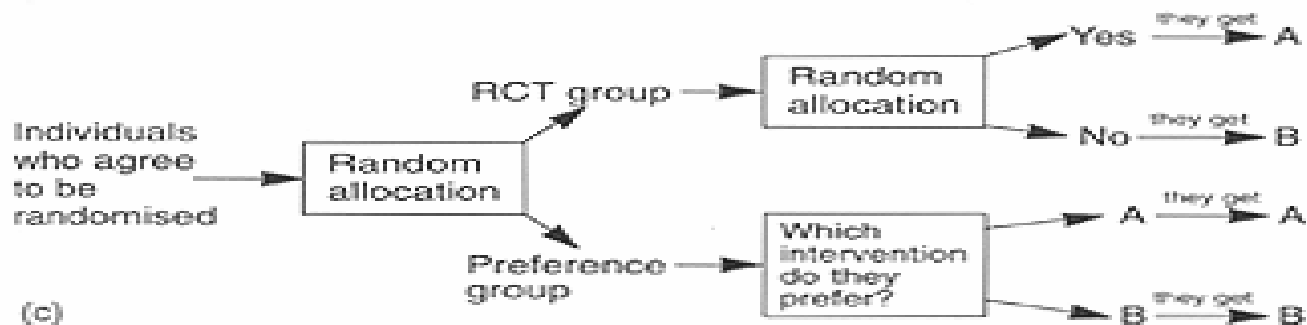 they get
Yes
A
RCT group
Random
allocation
Individuals
who agree
to be
randomised
Random
allocation
they get
No
B
they get
A
A
Which
intervention
do they
prefer?
Preference
group
they get
B
B
(c)